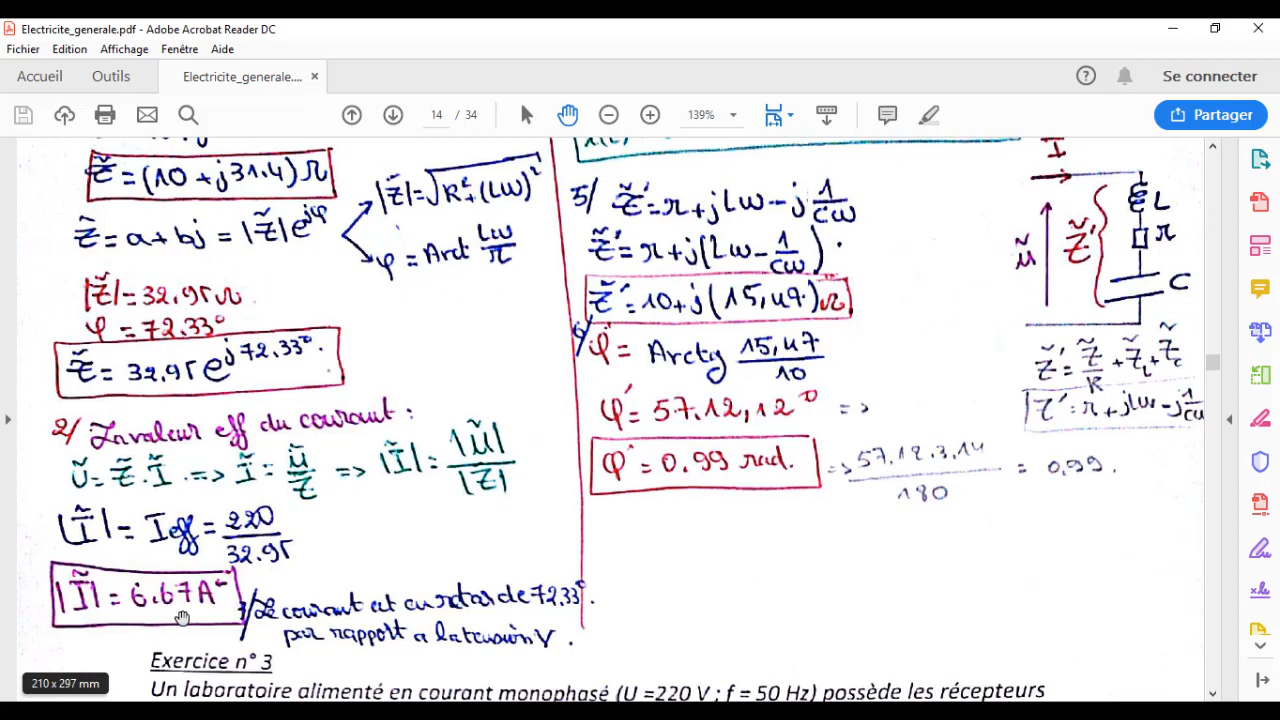 Electricite_generale.pdf - Adobe Acrobat Reader DC
Fichier Edition Affichage Fenêtre Aide
Accueil Outils Electricite_generale.... × Se connecter
14 / 34 139% Partager
Z̃ = (10 + j31.4) Ω
Z̃ = a + bj = |Z̃| e^jφ
|Z̃| = √R² + (Lω)²
φ = Arct Lω/r
|Z̃| = 32.95 Ω
φ = 72.33°
Z̃ = 32.95 e^j72.33°.
2/ La valeur eff du courant :
Ũ = Z̃ . Ĩ => Ĩ = Ũ/Z̃ => |Ĩ| = |Ũ|/|Z̃|
|Ĩ| = Ieff = 220/32.95
|Ĩ| = 6.67 A
3/ Le courant est en retard de 72,33°.
par rapport a la tension V.
5/ Z̃' = r + jLω - j 1/Cω
Z̃' = r + j(Lω - 1/Cω).
Z̃' = 10 + j(15,47) Ω
6/ φ' = Arctg 15,47/10
φ' = 57.12,12° =>
φ' = 0.99 rad. => 57.12.3,14/180 = 0,99.
I
L
r
C
Ũ
Z̃'
Z̃' = Z̃R + Z̃L + Z̃c
Z' = r + jLω - j 1/Cω
Exercice n° 3
Un laboratoire alimenté en courant monophasé (U =220 V ; f = 50 Hz) possède les récepteurs
210 x 297 mm